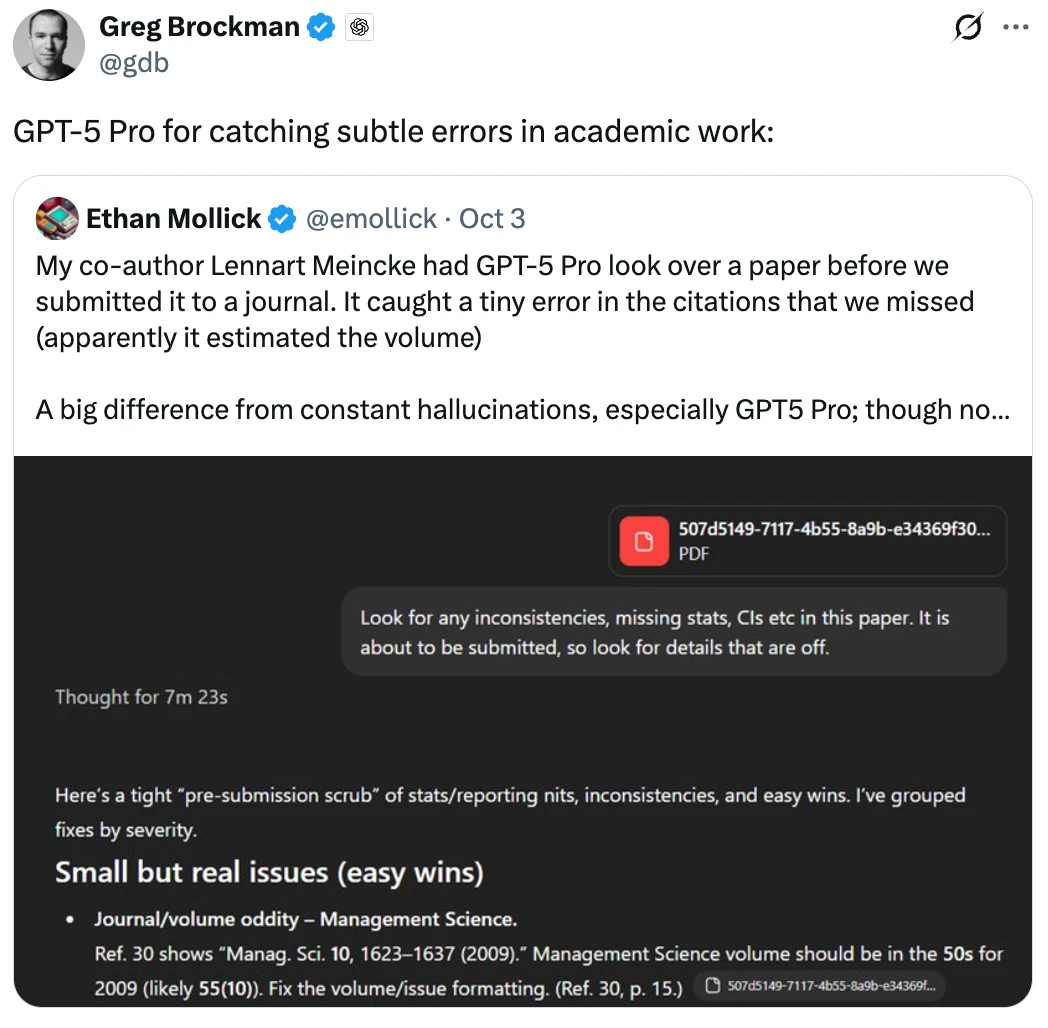 Greg Brockman
@gdb
GPT-5 Pro for catching subtle errors in academic work:
Ethan Mollick @emollick · Oct 3
My co-author Lennart Meincke had GPT-5 Pro look over a paper before we
submitted it to a journal. It caught a tiny error in the citations that we missed
(apparently it estimated the volume)
A big difference from constant hallucinations, especially GPT5 Pro; though no...
507d5149-7117-4b55-8a9b-e34369f30...
PDF
Look for any inconsistencies, missing stats, CIs etc in this paper. It is
about to be submitted, so look for details that are off.
Thought for 7m 23s
Here's a tight “pre-submission scrub” of stats/reporting nits, inconsistencies, and easy wins. I've grouped
fixes by severity.
Small but real issues (easy wins)
• Journal/volume oddity – Management Science.
Ref. 30 shows “Manag. Sci. 10, 1623–1637 (2009).” Management Science volume should be in the 50s for
2009 (likely 55(10)). Fix the volume/issue formatting. (Ref. 30, p. 15.) 507d5149-7117-4b55-8a9b-e34369f...